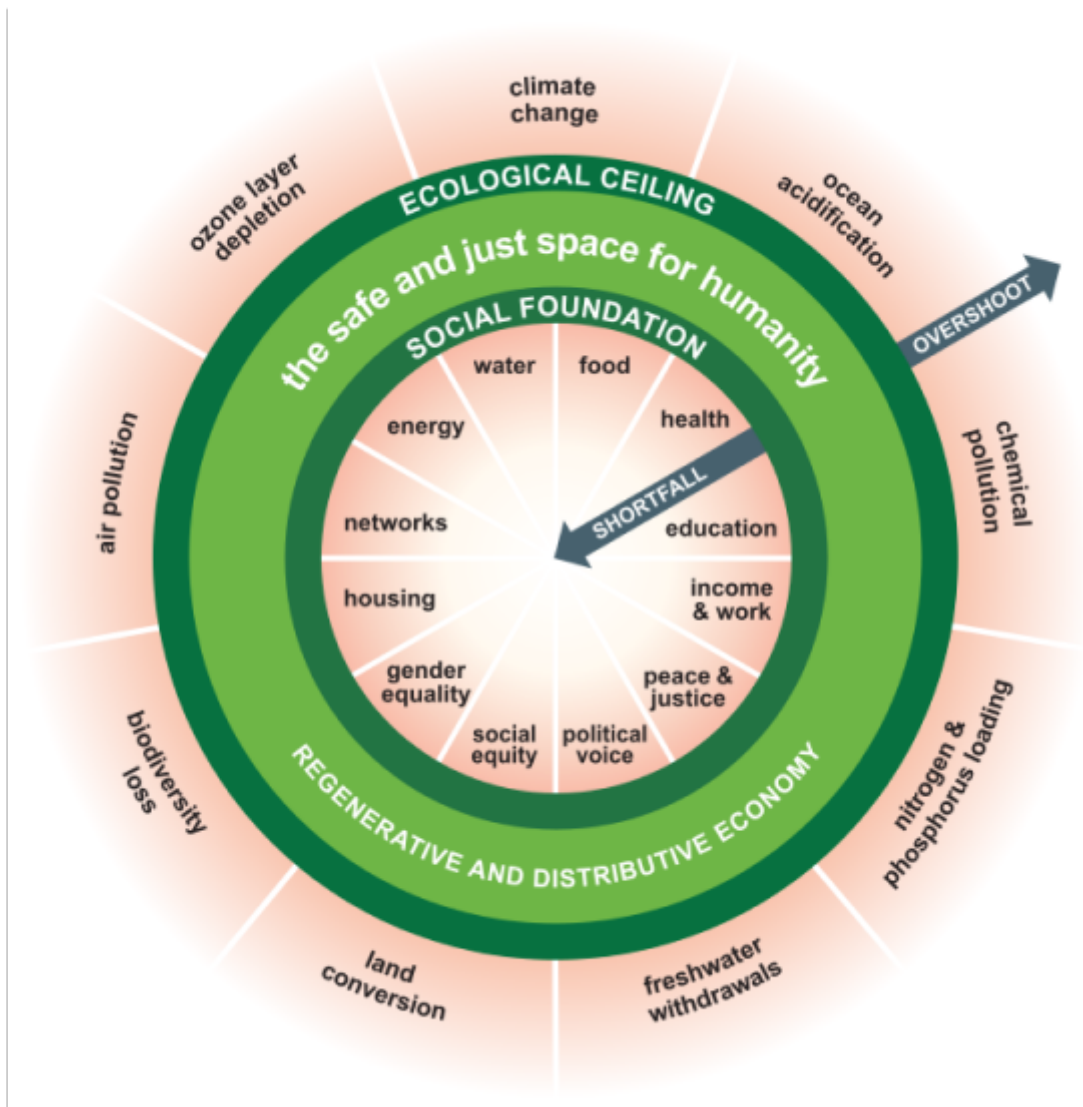 climate
change
ocean
acidification
OVERSHOOT
chemical
pollution
nitrogen &
phosphorus loading
freshwater
withdrawals
land
conversion
biodiversity
loss
air pollution
ozone layer
depletion
ECOLOGICAL CEILING
the safe and just space for humanity
SOCIAL FOUNDATION
water
food
health
SHORTFALL
education
income
& work
peace &
justice
political
voice
social
equity
gender
equality
housing
networks
energy
REGENERATIVE AND DISTRIBUTIVE ECONOMY